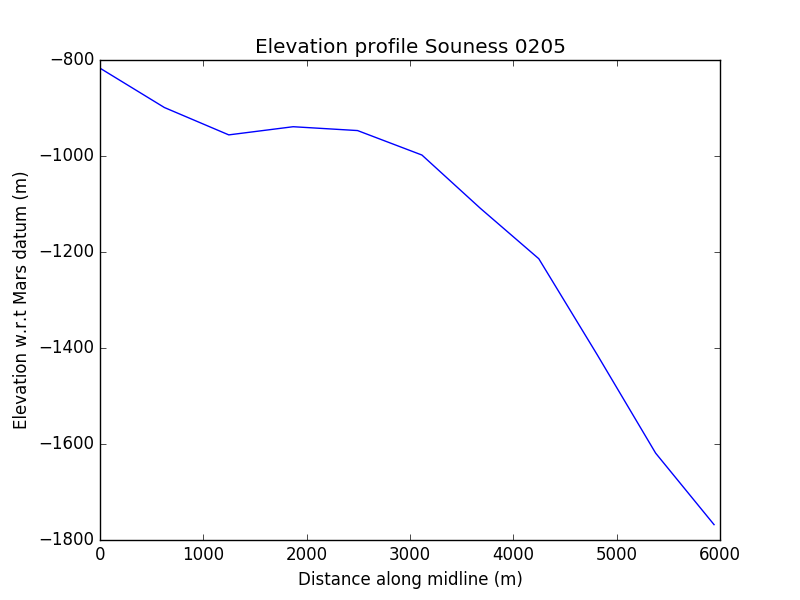 Elevation profile Souness 0205
−800
−1000
−1200
−1400
−1600
−1800
Elevation w.r.t Mars datum (m)
0 1000 2000 3000 4000 5000 6000
Distance along midline (m)